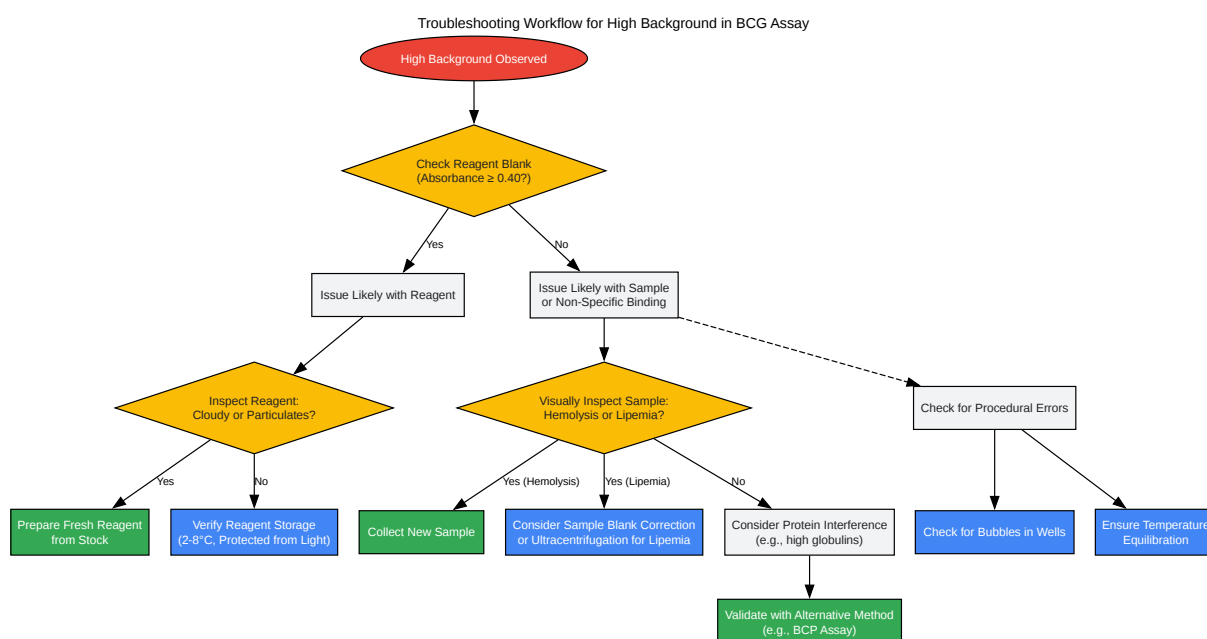 Troubleshooting Workflow for High Background in BCG Assay
High Background Observed
Check Reagent Blank
(Absorbance ≥ 0.40?)
Yes
No
Issue Likely with Reagent
Issue Likely with Sample
or Non-Specific Binding
Inspect Reagent:
Cloudy or Particulates?
Visually Inspect Sample:
Hemolysis or Lipemia?
Check for Procedural Errors
Yes
No
Yes (Hemolysis)
Yes (Lipemia)
No
Prepare Fresh Reagent
from Stock
Verify Reagent Storage
(2-8°C, Protected from Light)
Collect New Sample
Consider Sample Blank Correction
or Ultracentrifugation for Lipemia
Consider Protein Interference
(e.g., high globulins)
Check for Bubbles in Wells
Ensure Temperature
Equilibration
Validate with Alternative Method
(e.g., BCP Assay)